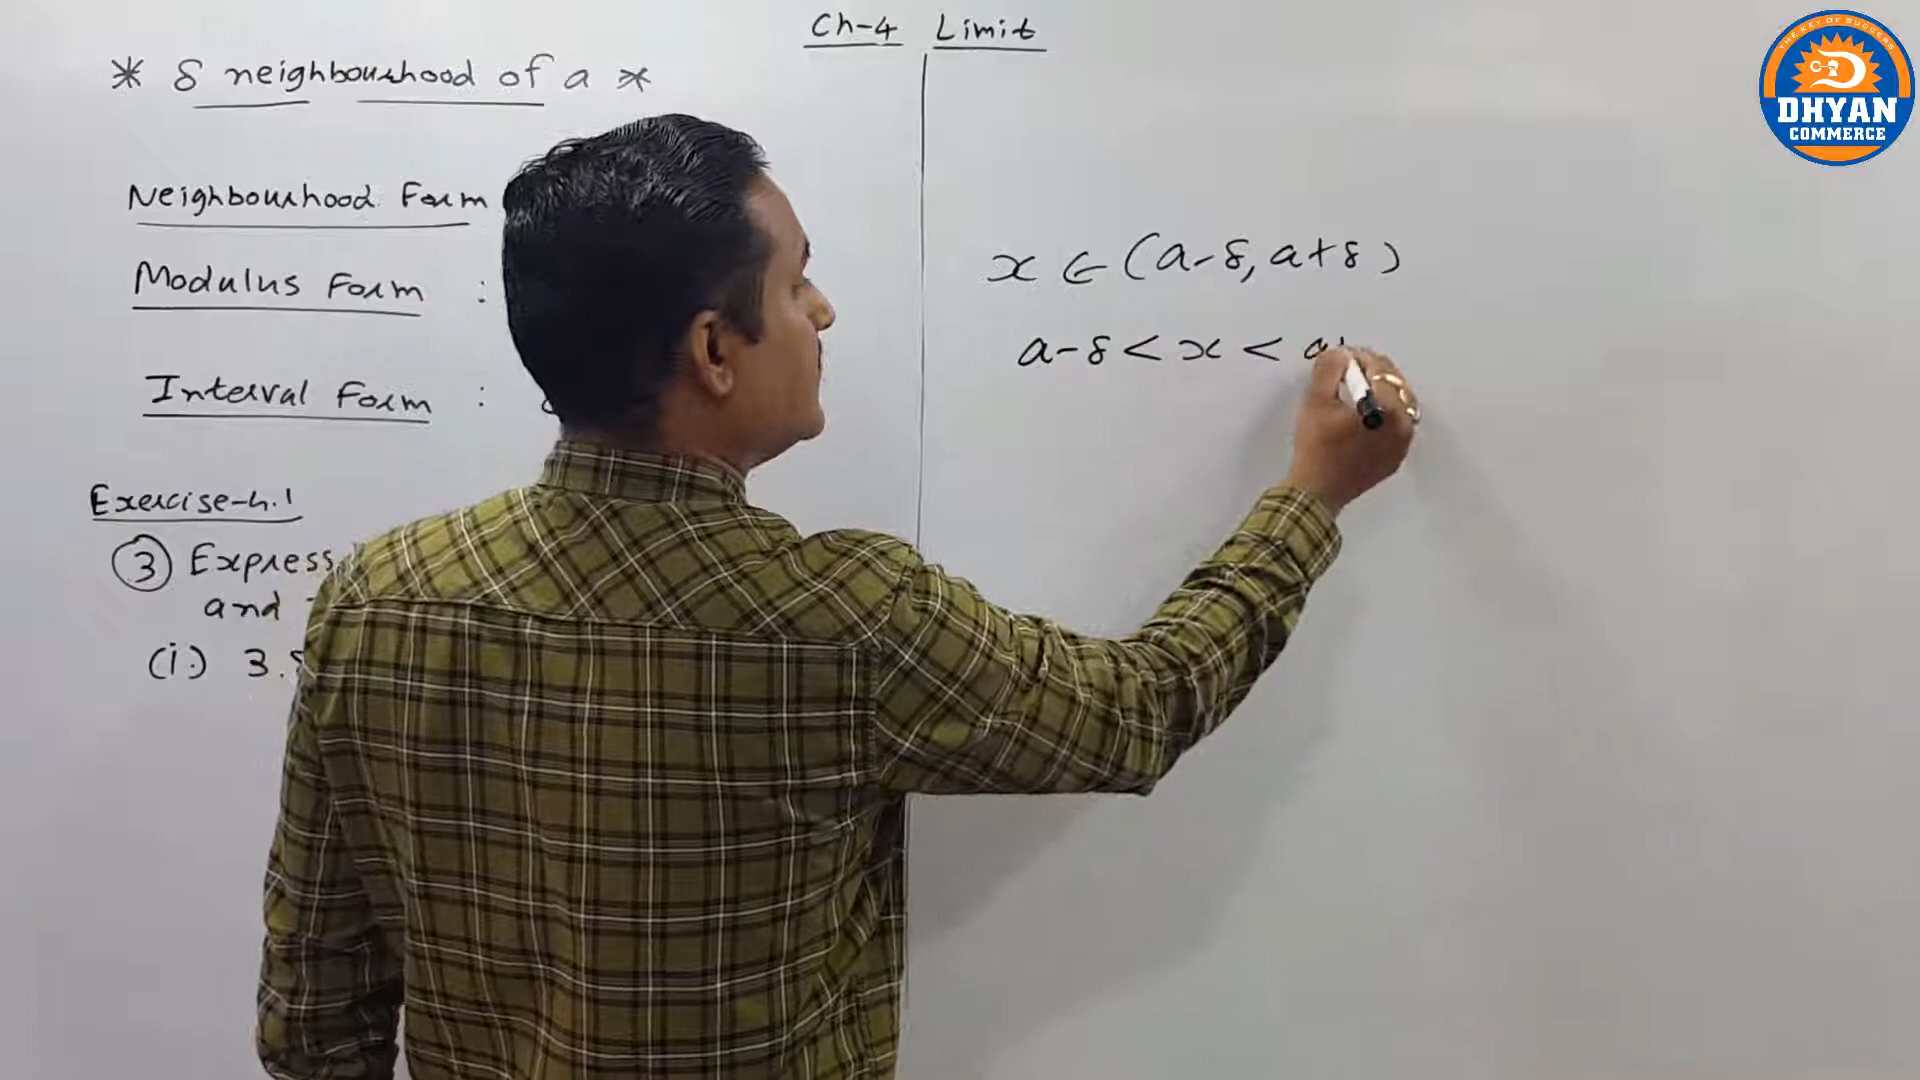 Ch-4 Limit
* δ neighbourhood of a *
Neighbourhood Form
Modulus Form :
Interval Form :
Exercise-4.1
③ Express
and
(i) 3.
x ∈ (a-δ, a+δ)
a-δ < x < a+
THE KEY OF SUCCESS
DHYAN
COMMERCE